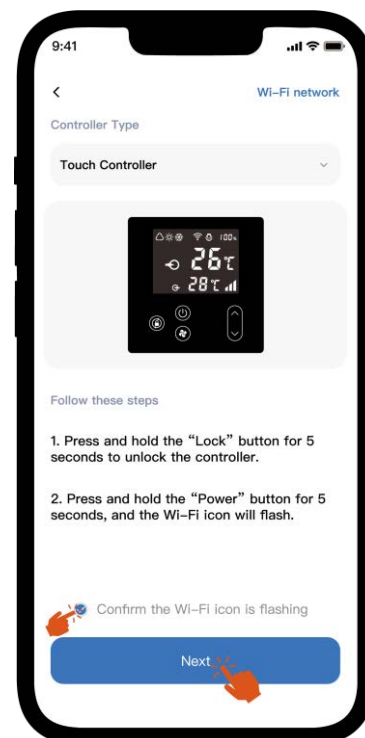 9:41
Wi-Fi network
Controller Type
Touch Controller
100%
26℃
28℃
Follow these steps
1. Press and hold the “Lock” button for 5
seconds to unlock the controller.
2. Press and hold the “Power” button for 5
seconds, and the Wi-Fi icon will flash.
Confirm the Wi-Fi icon is flashing
Next